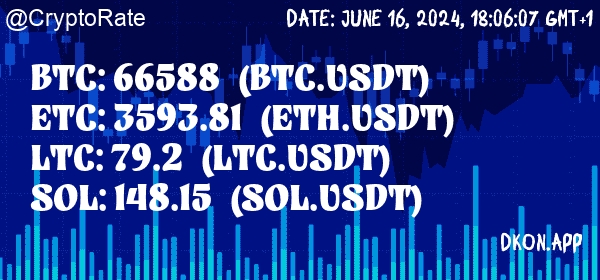 @CryptoRate
DATE: JUNE 16, 2024, 18:06:07 GMT+1
BTC: 66588 (BTC.USDT)
ETC: 3593.81 (ETH.USDT)
LTC: 79.2 (LTC.USDT)
SOL: 148.15 (SOL.USDT)
DKON.APP